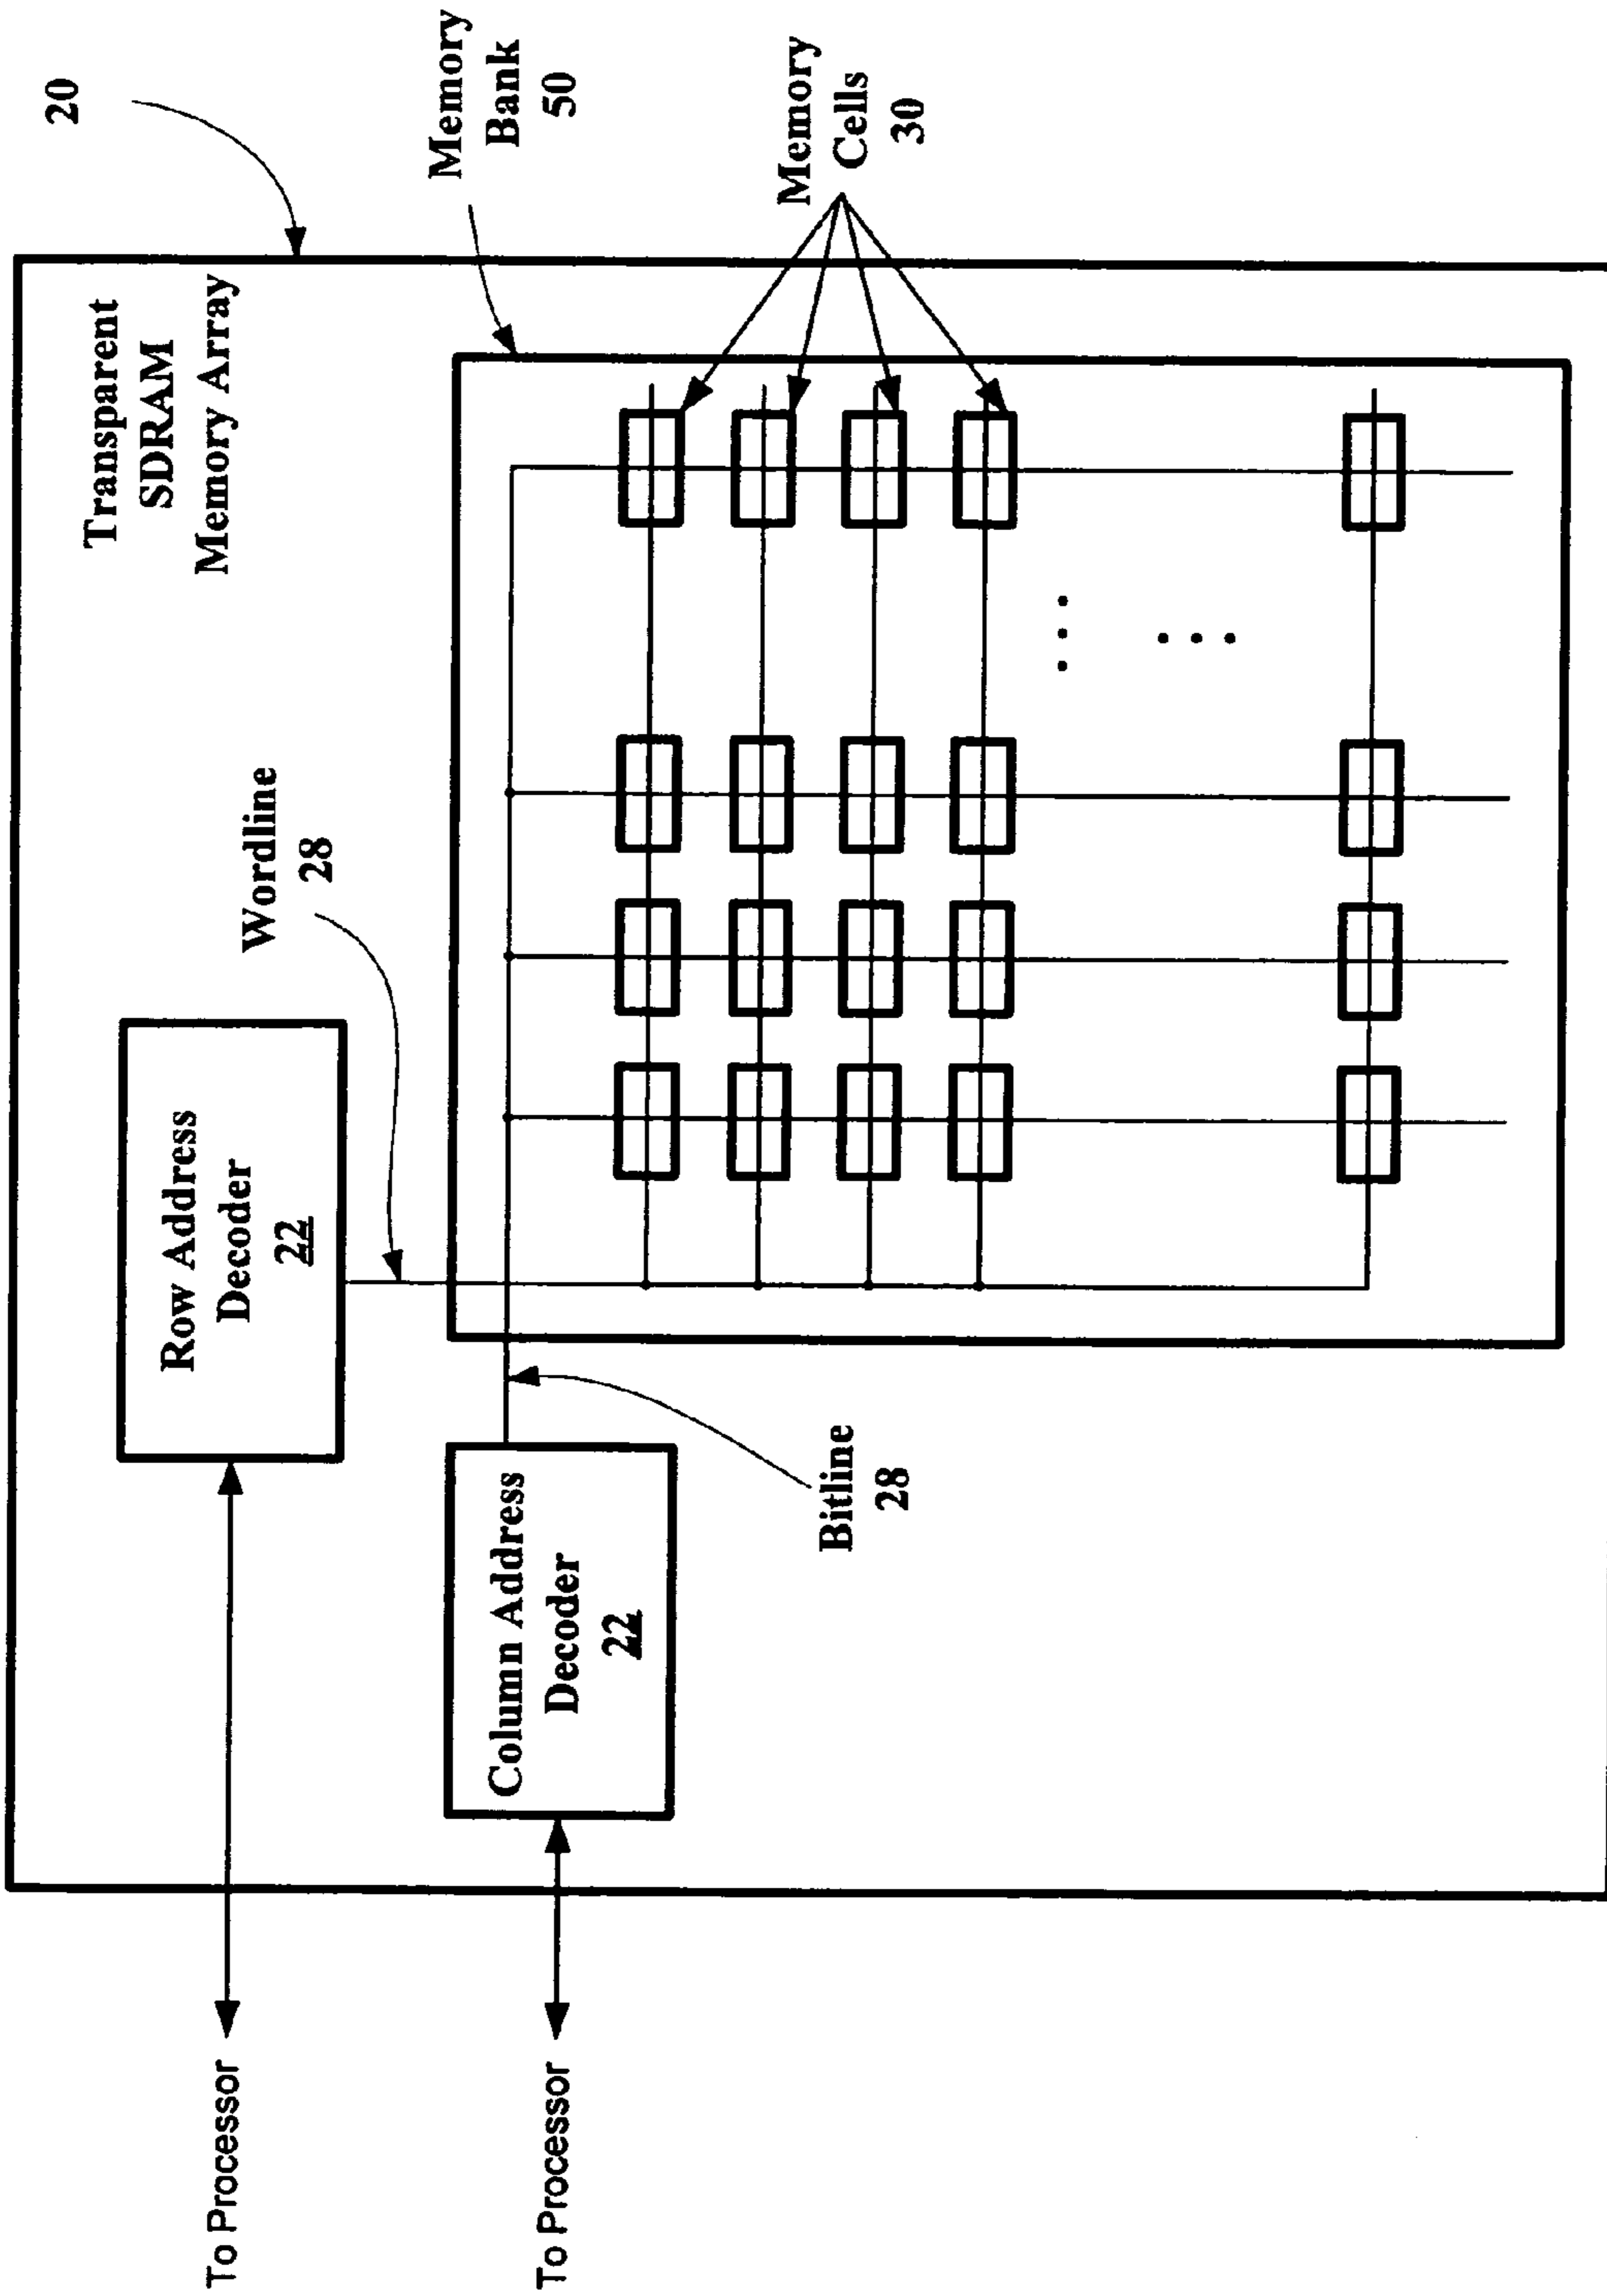 20
Transparent
SDRAM
Memory Array
Memory
Bank
50
Memory
Cells
30
Wordline
28
Row Address
Decoder
22
Column Address
Decoder
22
Bitline
28
To Processor
To Processor